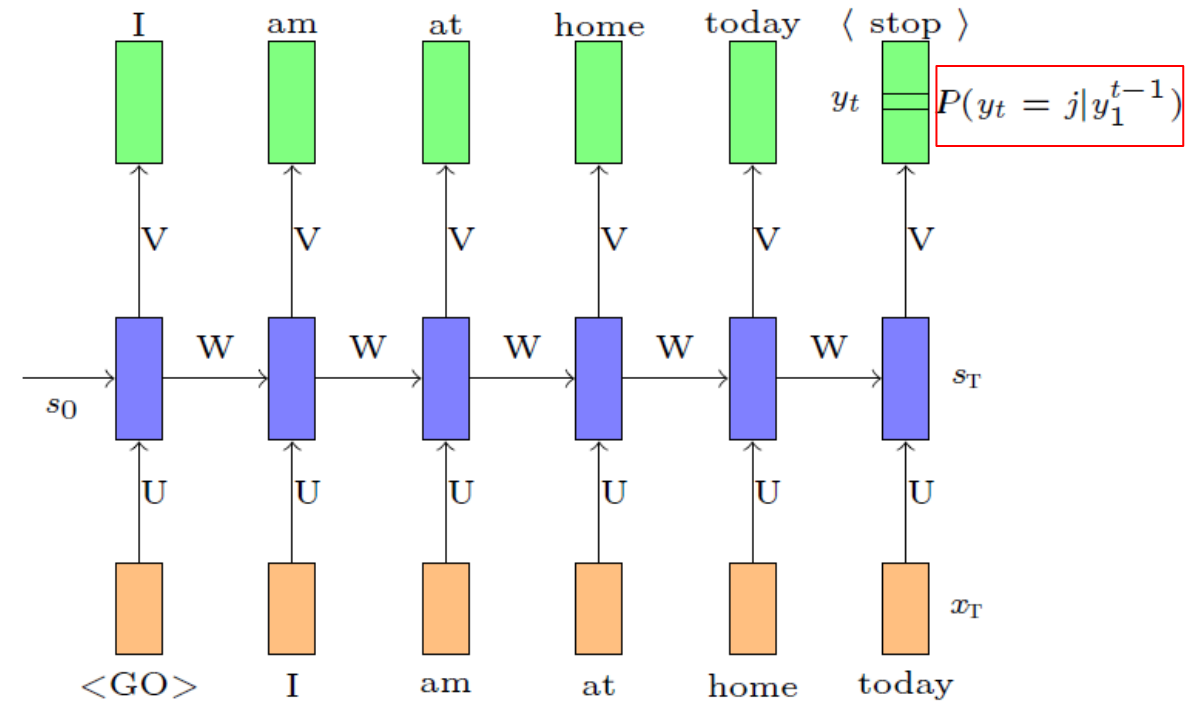 I am at home today ⟨ stop ⟩
y_t P(y_t = j|y_1^{t-1})
V V V V V V
W W W W W
s_0 s_T
U U U U U U
x_T
<GO> I am at home today